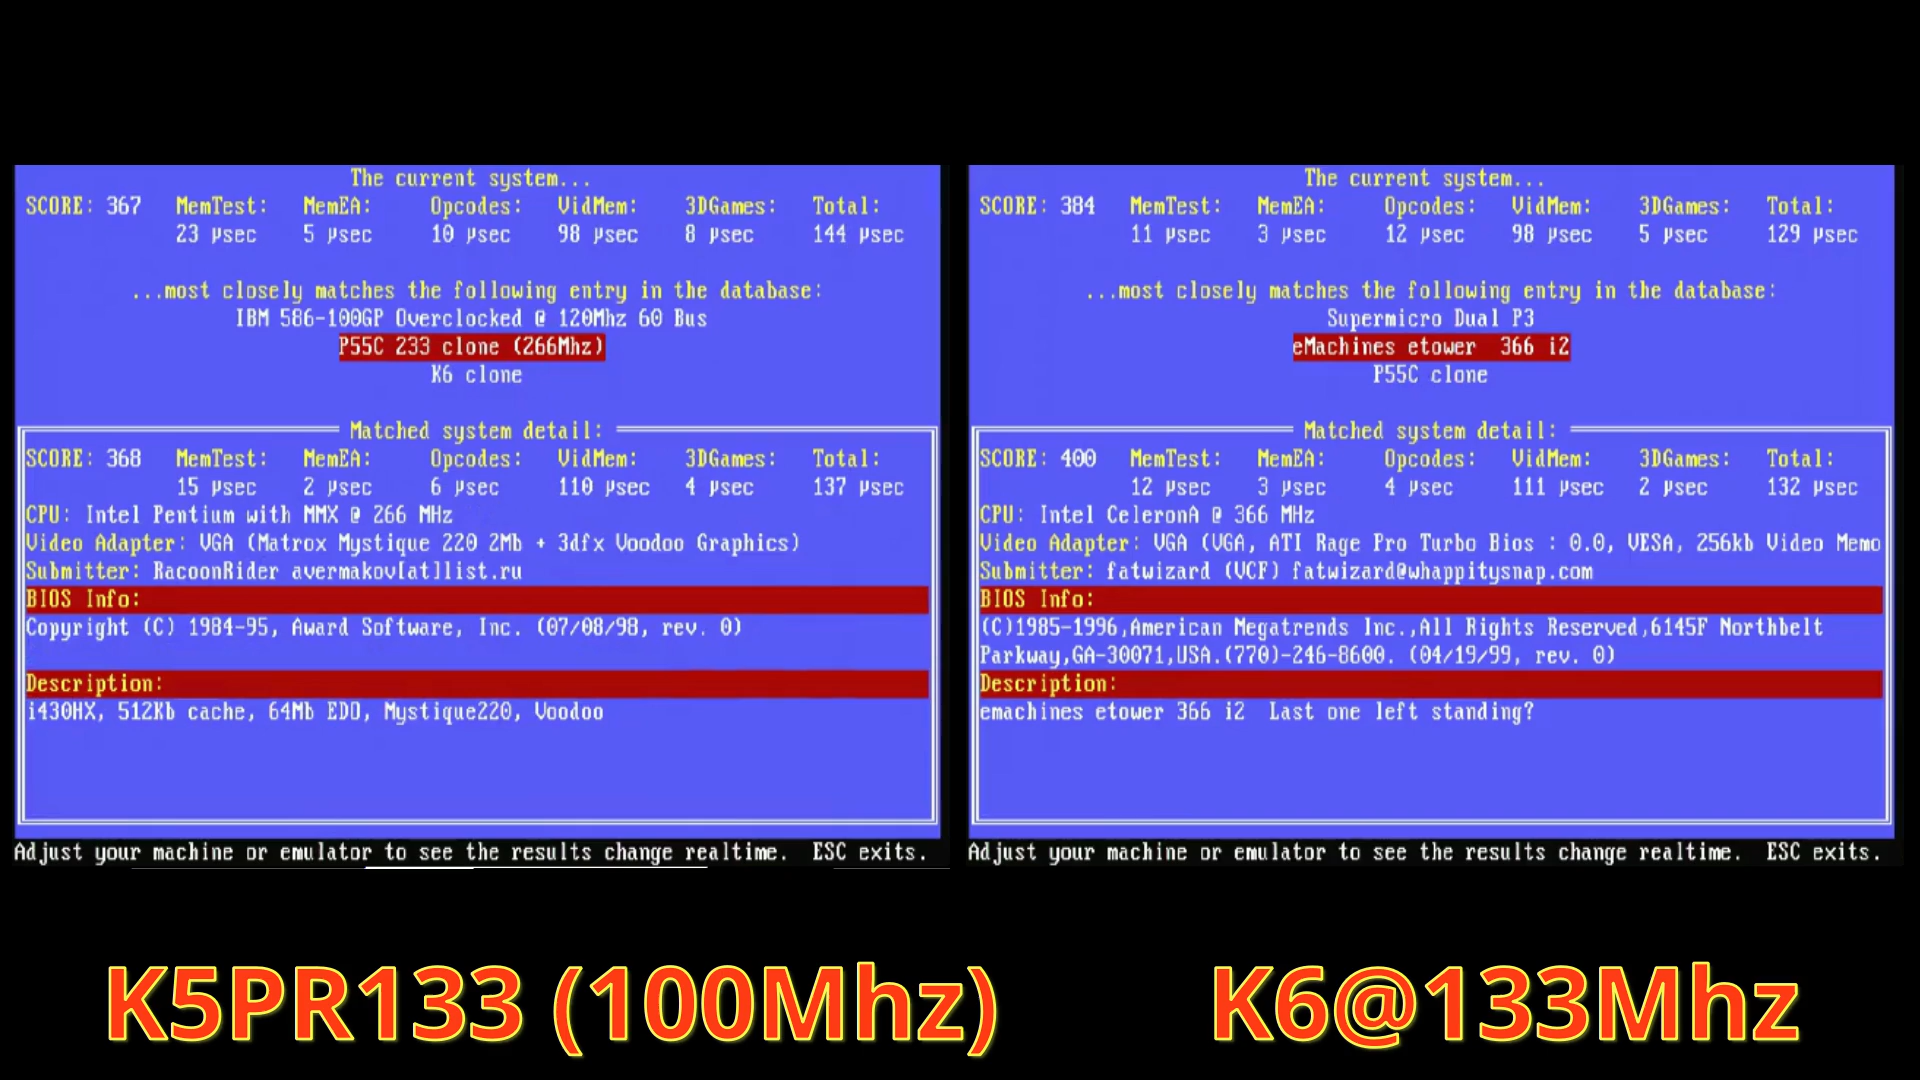 The current system...
SCORE: 367 MemTest: MemEA: Opcodes: VidMem: 3DGames: Total:
23 µsec 5 µsec 10 µsec 98 µsec 8 µsec 144 µsec
...most closely matches the following entry in the database:
IBM 586-100GP Overclocked @ 120Mhz 60 Bus
P55C 233 clone (266Mhz)
K6 clone
Matched system detail:
SCORE: 368 MemTest: MemEA: Opcodes: VidMem: 3DGames: Total:
15 µsec 2 µsec 6 µsec 110 µsec 4 µsec 137 µsec
CPU: Intel Pentium with MMX @ 266 MHz
Video Adapter: VGA (Matrox Mystique 220 2Mb + 3dfx Voodoo Graphics)
Submitter: RacoonRider avermakov[at]list.ru
BIOS Info:
Copyright (C) 1984-95, Award Software, Inc. (07/08/98, rev. 0)
Description:
i430HX, 512Kb cache, 64Mb EDO, Mystique220, Voodoo
Adjust your machine or emulator to see the results change realtime. ESC exits.
K5PR133 (100Mhz)
The current system...
SCORE: 384 MemTest: MemEA: Opcodes: VidMem: 3DGames: Total:
11 µsec 3 µsec 12 µsec 98 µsec 5 µsec 129 µsec
...most closely matches the following entry in the database:
Supermicro Dual P3
eMachines etower 366 i2
P55C clone
Matched system detail:
SCORE: 400 MemTest: MemEA: Opcodes: VidMem: 3DGames: Total:
12 µsec 3 µsec 4 µsec 111 µsec 2 µsec 132 µsec
CPU: Intel CeleronA @ 366 MHz
Video Adapter: VGA (VGA, ATI Rage Pro Turbo Bios : 0.0, VESA, 256kb Video Memo
Submitter: fatwizard (VCF) fatwizard@whappitysnap.com
BIOS Info:
(C)1985-1996,American Megatrends Inc.,All Rights Reserved,6145F Northbelt
Parkway,GA-30071,USA.(770)-246-8600. (04/19/99, rev. 0)
Description:
emachines etower 366 i2 Last one left standing?
Adjust your machine or emulator to see the results change realtime. ESC exits.
K6@133Mhz